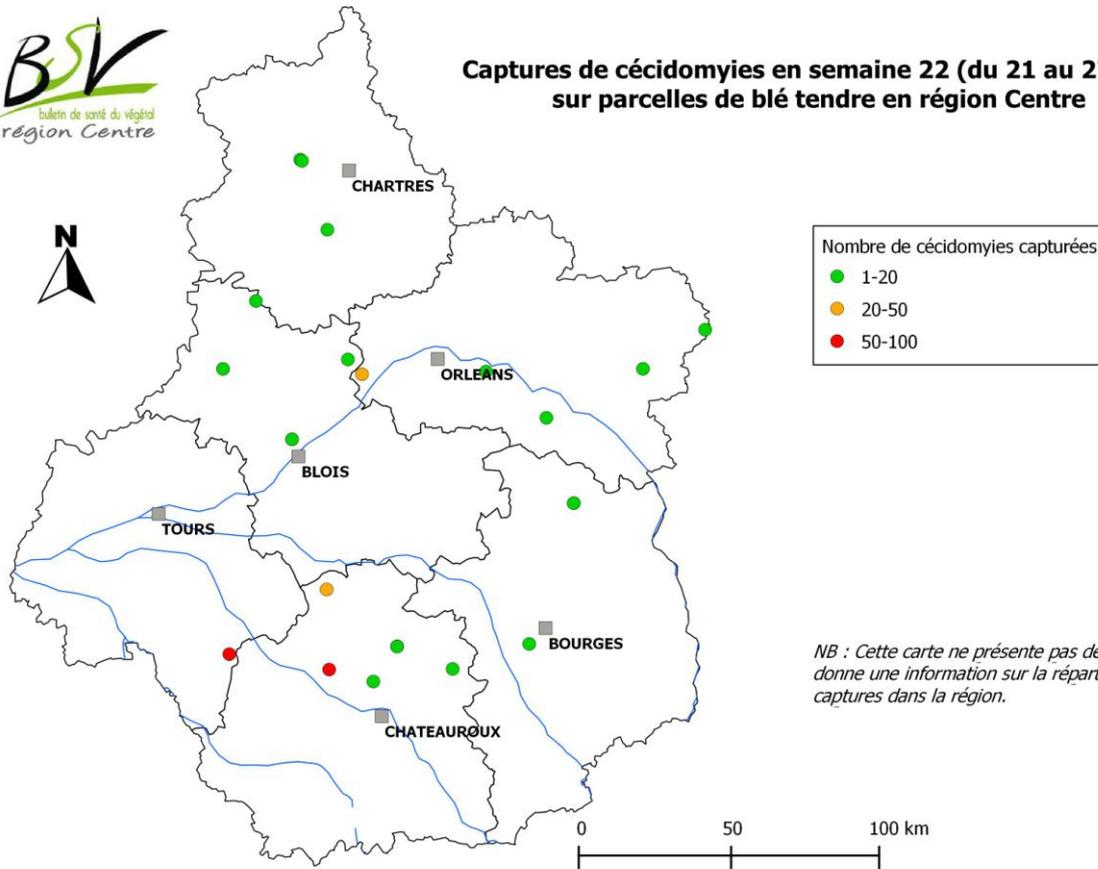 BSV
bulletin de santé du végétal
région Centre
Captures de cécidomyies en semaine 22 (du 21 au 2
sur parcelles de blé tendre en région Centre
N
CHARTRES
Nombre de cécidomyies capturées
1-20
20-50
50-100
ORLEANS
BLOIS
TOURS
BOURGES
NB : Cette carte ne présente pas
donne une information sur la
captures dans la région.
CHATEAUROUX
0 50 100 km